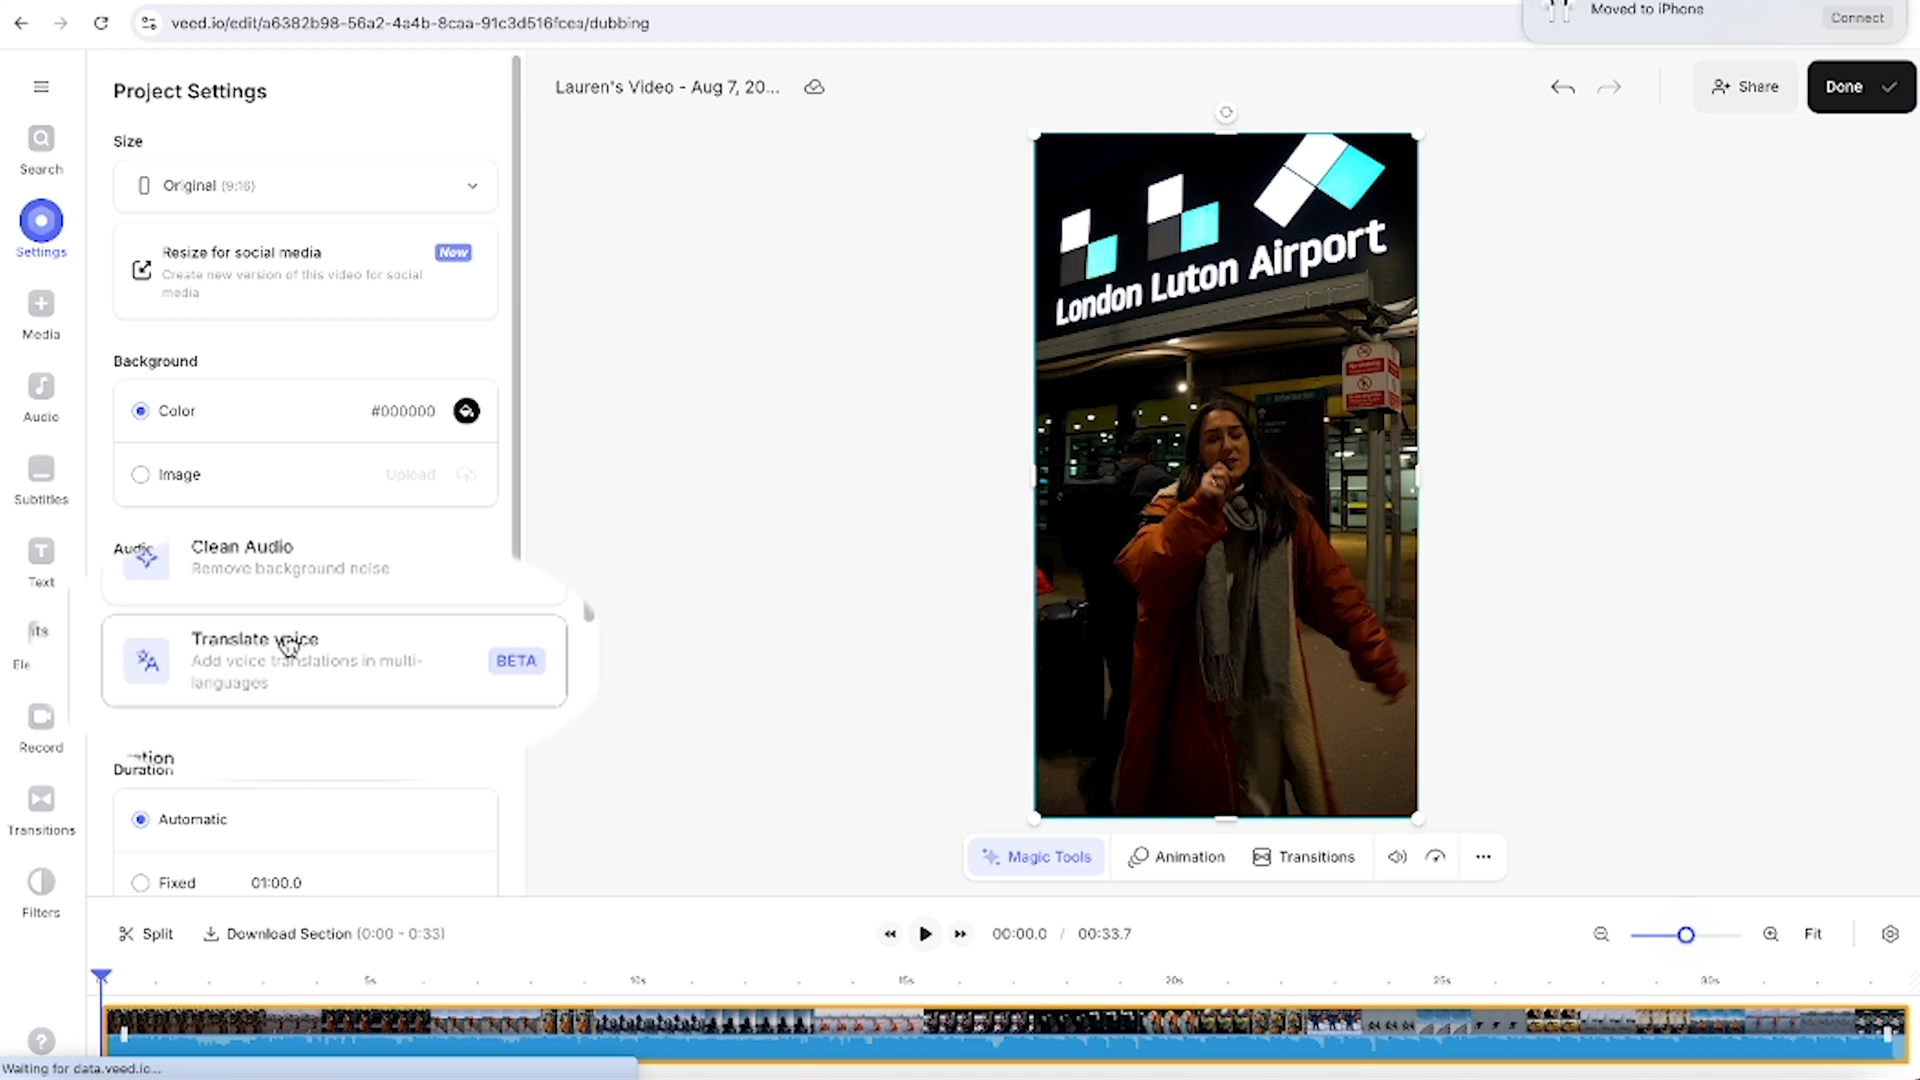 veed.io/edit/a6382b98-56a2-4a4b-8caa-91c3d516fcea/dubbing
Moved to iPhone
Connect
Project Settings
Lauren's Video - Aug 7, 20...
Share
Done
Search
Settings
Media
Audio
Subtitles
Text
Ele
its
Record
Transitions
Filters
Size
Original (9:16)
Resize for social media
New
Create new version of this video for social
media
Background
Color
#000000
Image
Upload
Audio
Clean Audio
Remove background noise
Translate voice
Add voice translations in multi-
languages
BETA
Duration
Automatic
Fixed
01:00.0
London Luton Airport
Information
Magic Tools
Animation
Transitions
Split
Download Section (0:00 - 0:33)
00:00.0 / 00:33.7
Fit
5s
10s
15s
20s
25s
30s
Waiting for data.veed.io...